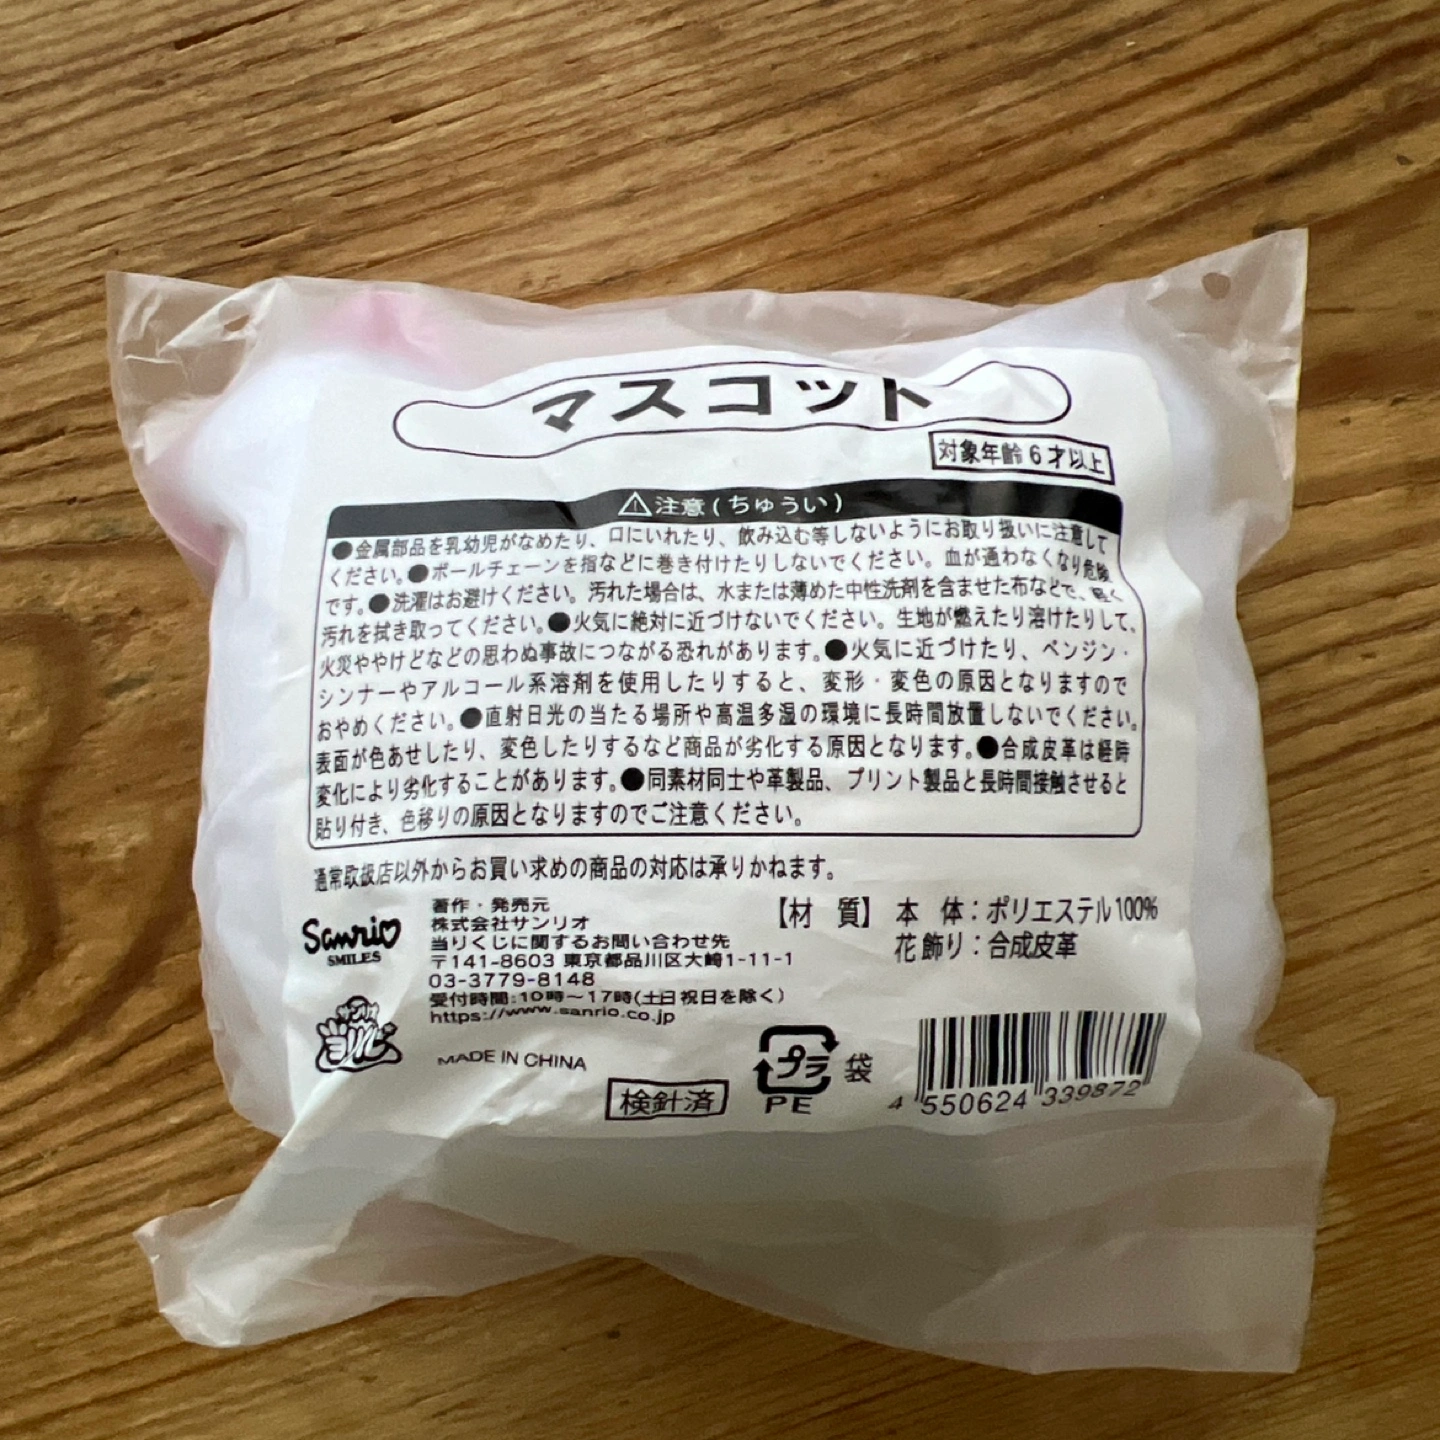 マスコット
対象年齢6才以上
注意(ちゅうい)
●金属部品を乳幼児がなめたり、口にいれたり、飲み込む等しないようにお取り扱いに注意して
ください。●ボールチェーンを指などに巻き付けたりしないでください。血が通わなくなり危険
です。●洗濯はお避けください。汚れた場合は、水または薄めた中性洗剤を含ませた布などで、軽く
汚れを拭き取ってください。●火気に絶対に近づけないでください。生地が燃えたり溶けたりして、
火災ややけどなどの思わぬ事故につながる恐れがあります。●火気に近づけたり、ベンジン・
シンナーやアルコール系溶剤を使用したりすると、変形・変色の原因となりますので
おやめください。●直射日光の当たる場所や高温多湿の環境に長時間放置しないでください。
表面が色あせしたり、変色したりするなど商品が劣化する原因となります。●合成皮革は経時
変化により劣化することがあります。●同素材同士や革製品、プリント製品と長時間接触させると
貼り付き、色移りの原因となりますのでご注意ください。
通常取扱店以外からお買い求めの商品の対応は承りかねます。
Sanrio
SMILES
著作・発売元
株式会社サンリオ
当りくじに関するお問い合わせ先
〒141-8603 東京都品川区大崎1-11-1
03-3779-8148
受付時間:10時～17時(土日祝日を除く)
https://www.sanrio.co.jp
【材 質】 本 体：ポリエステル100%
花飾り：合成皮革
サンリオ
当りくじ
MADE IN CHINA
検針済
プラ
PE
袋
4 550624 339872